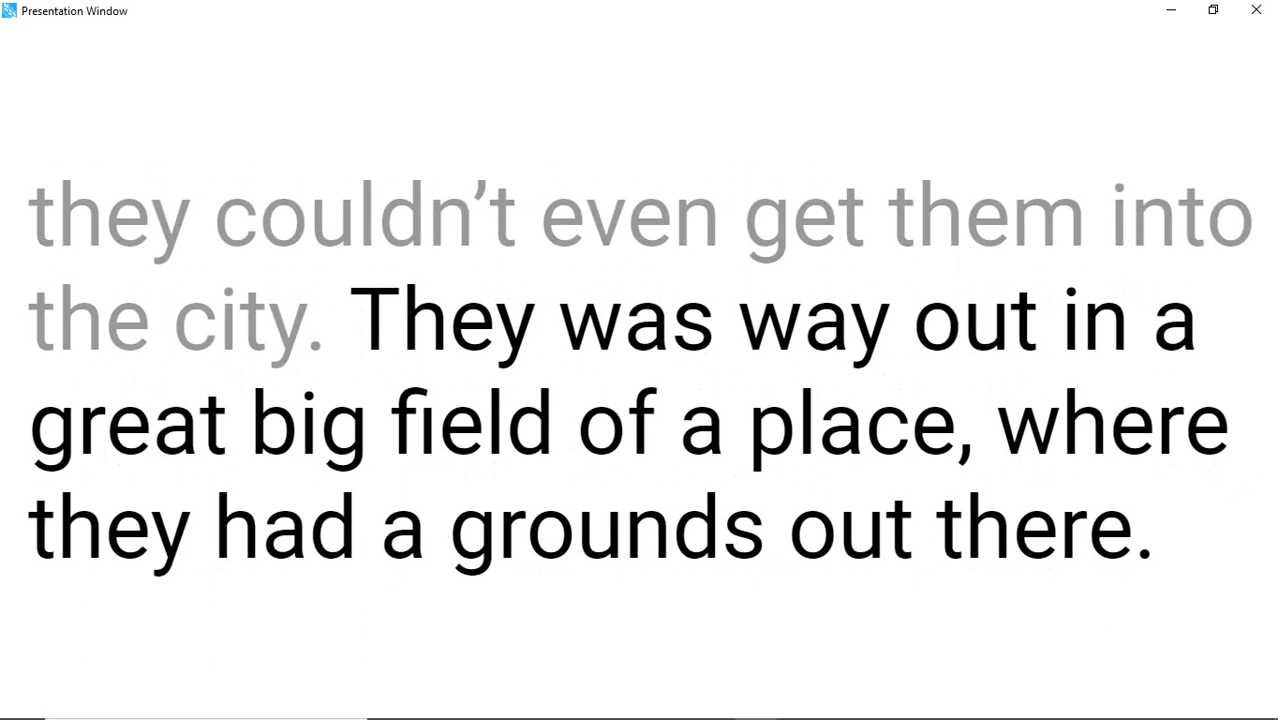 Presentation Window
they couldn’t even get them into
the city. They was way out in a
great big field of a place, where
they had a grounds out there.